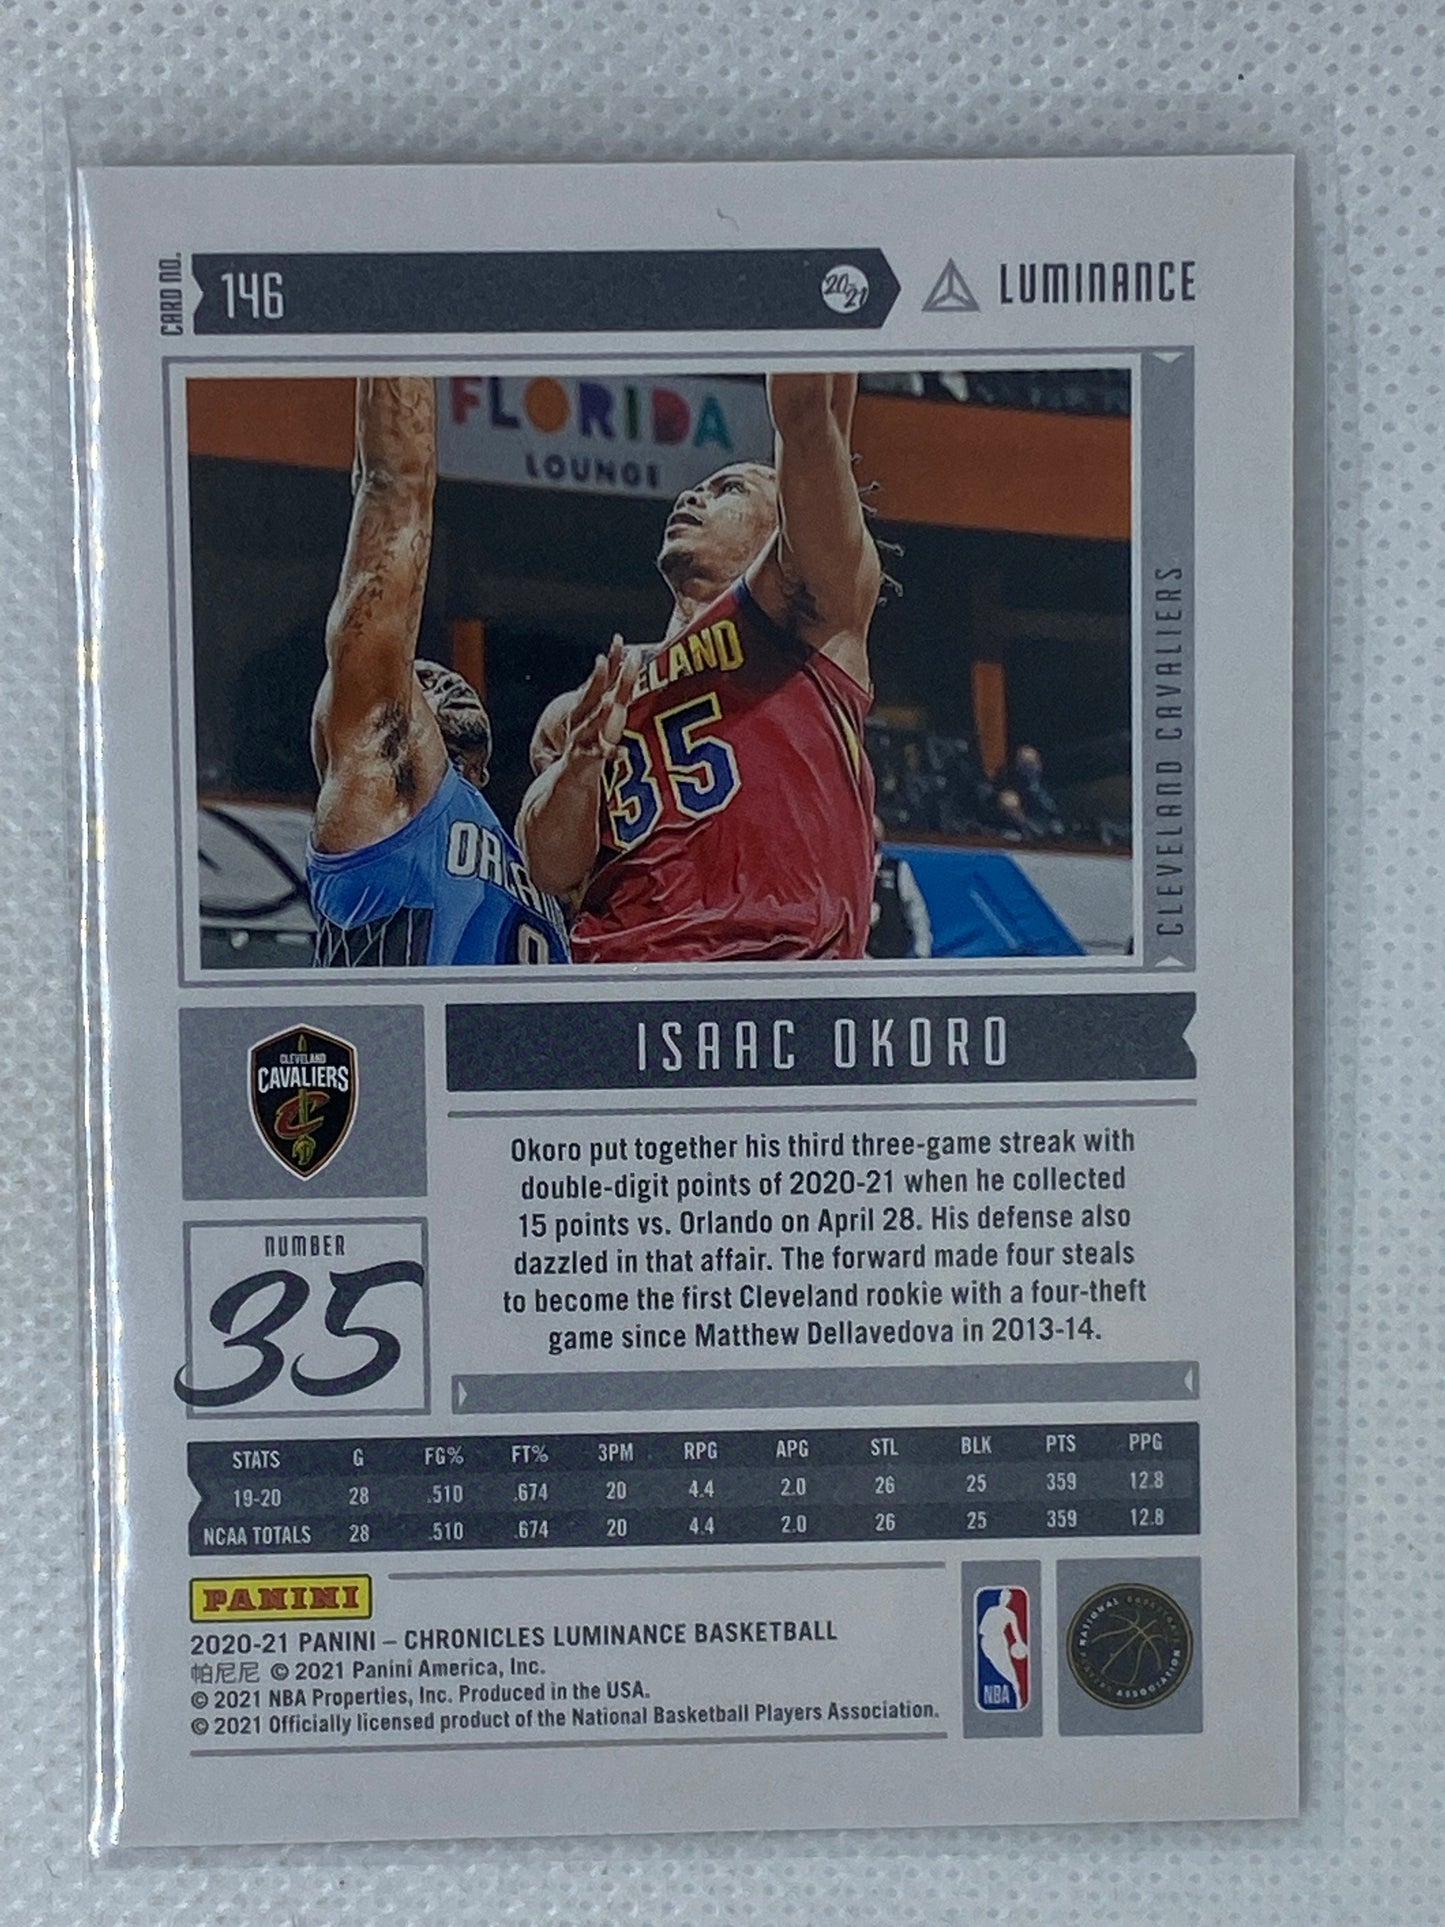 CARD NO.
146
20-21
LUMINANCE
FLORIDA
LOUNGE
ELAND
35
CLEVELAND CAVALIERS
CLEVELAND
CAVALIERS
C
ISAAC OKORO
Okoro put together his third three-game streak with
double-digit points of 2020-21 when he collected
15 points vs. Orlando on April 28. His defense also
dazzled in that affair. The forward made four steals
to become the first Cleveland rookie with a four-theft
game since Matthew Dellavedova in 2013-14.
NUMBER
35
STATS G FG% FT% 3PM RPG APG STL BLK PTS PPG
19-20 28 .510 .674 20 4.4 2.0 26 25 359 12.8
NCAA TOTALS 28 .510 .674 20 4.4 2.0 26 25 359 12.8
PANINI
2020-21 PANINI – CHRONICLES LUMINANCE BASKETBALL
帕尼尼 © 2021 Panini America, Inc.
© 2021 NBA Properties, Inc. Produced in the USA.
© 2021 Officially licensed product of the National Basketball Players Association.
NBA
NATIONAL BASKETBALL PLAYERS ASSOCIATION